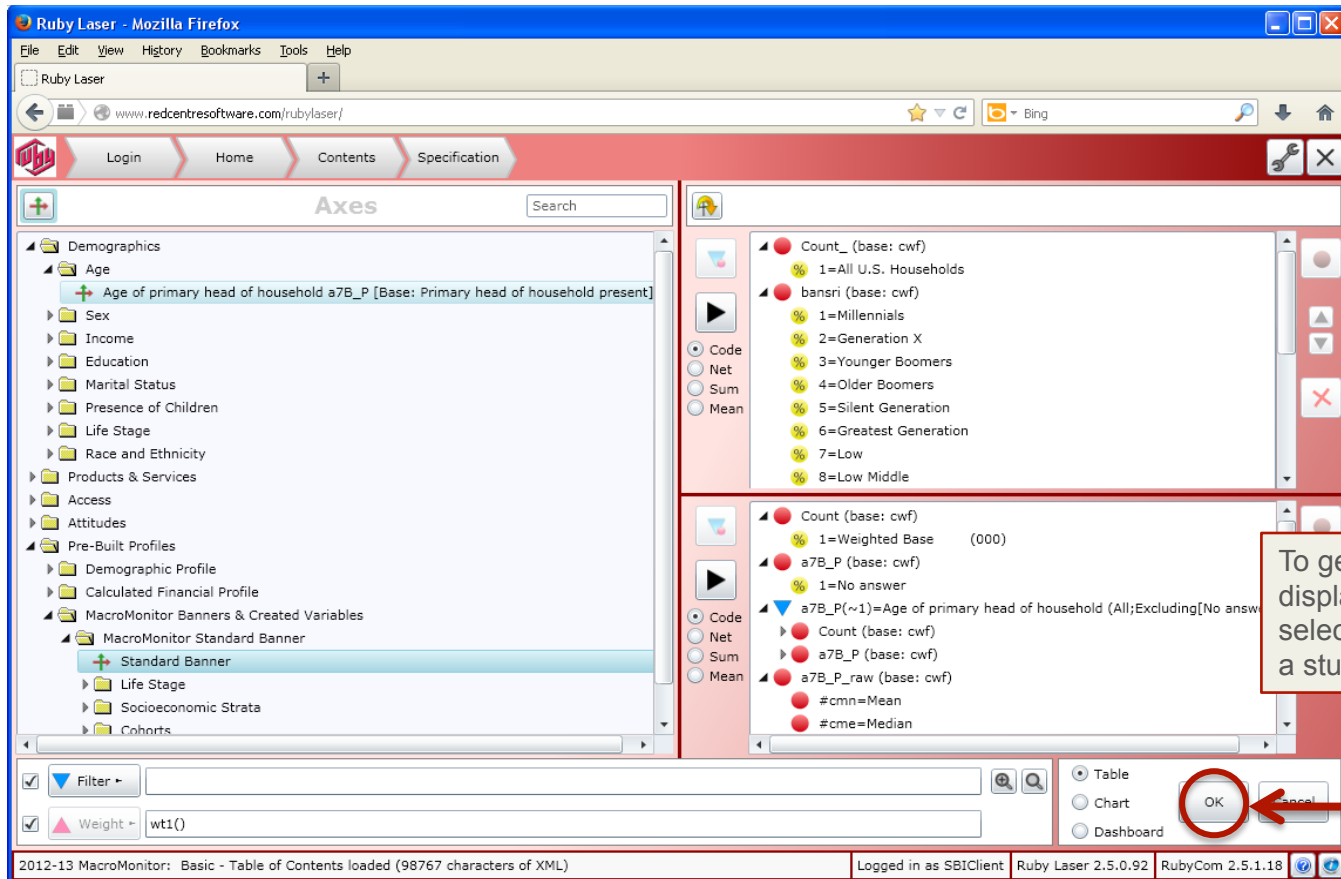 Ruby Laser - Mozilla Firefox
File Edit View History Bookmarks Tools Help
Ruby Laser
www.redcentresoftware.com/rubylaser/
Bing
ruby
Login
Home
Contents
Specification
Axes
Search
Demographics
Age
Age of primary head of household a7B_P [Base: Primary head of household present]
Sex
Income
Education
Marital Status
Presence of Children
Life Stage
Race and Ethnicity
Products & Services
Access
Attitudes
Pre-Built Profiles
Demographic Profile
Calculated Financial Profile
MacroMonitor Banners & Created Variables
MacroMonitor Standard Banner
Standard Banner
Life Stage
Socioeconomic Strata
Cohorts
Code
Net
Sum
Mean
Count_ (base: cwf)
% 1=All U.S. Households
bansri (base: cwf)
% 1=Millennials
% 2=Generation X
% 3=Younger Boomers
% 4=Older Boomers
% 5=Silent Generation
% 6=Greatest Generation
% 7=Low
% 8=Low Middle
Code
Net
Sum
Mean
Count (base: cwf)
% 1=Weighted Base (000)
a7B_P (base: cwf)
% 1=No answer
a7B_P(~1)=Age of primary head of household (All;Excluding[No answ
Count (base: cwf)
a7B_P (base: cwf)
a7B_P_raw (base: cwf)
#cmn=Mean
#cme=Median
To ge
displa
selec
a stu
Filter
Weight
wt1()
Table
Chart
Dashboard
OK
Cancel
2012-13 MacroMonitor: Basic - Table of Contents loaded (98767 characters of XML)
Logged in as SBIClient
Ruby Laser 2.5.0.92
RubyCom 2.5.1.18